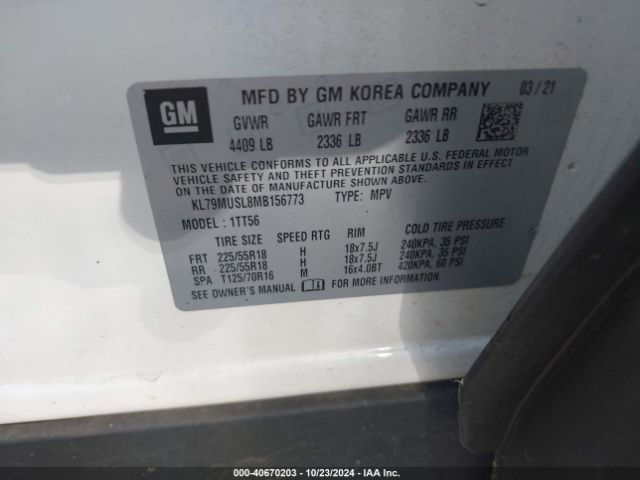 GM
MFD BY GM KOREA COMPANY 03/21
GVWR GAWR FRT GAWR RR
4409 LB 2336 LB 2336 LB
THIS VEHICLE CONFORMS TO ALL APPLICABLE U.S. FEDERAL MOTOR
VEHICLE SAFETY AND THEFT PREVENTION STANDARDS IN EFFECT ON
THE DATE OF MANUFACTURE SHOWN ABOVE.
KL79MUSL8MB156773 TYPE: MPV
MODEL: 1TT56
TIRE SIZE SPEED RTG RIM COLD TIRE PRESSURE
FRT 225/55R18 H 18x7.5J 240KPA, 35 PSI
RR 225/55R18 H 18x7.5J 240KPA, 35 PSI
SPA T125/70R16 M 16x4.0BT 420KPA, 60 PSI
SEE OWNER'S MANUAL FOR MORE INFORMATION.
000-40670203 - 10/23/2024 - IAA Inc.